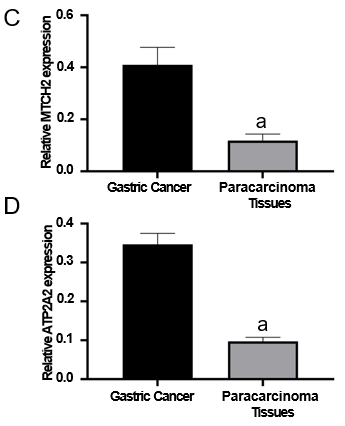 C
Relative MTCH2 expression
0.6
0.4
0.2
0.0
a
Gastric Cancer
Paracarcinoma
Tissues
D
Relative ATP2A2 expression
0.4
0.3
0.2
0.1
0.0
a
Gastric Cancer
Paracarcinoma
Tissues